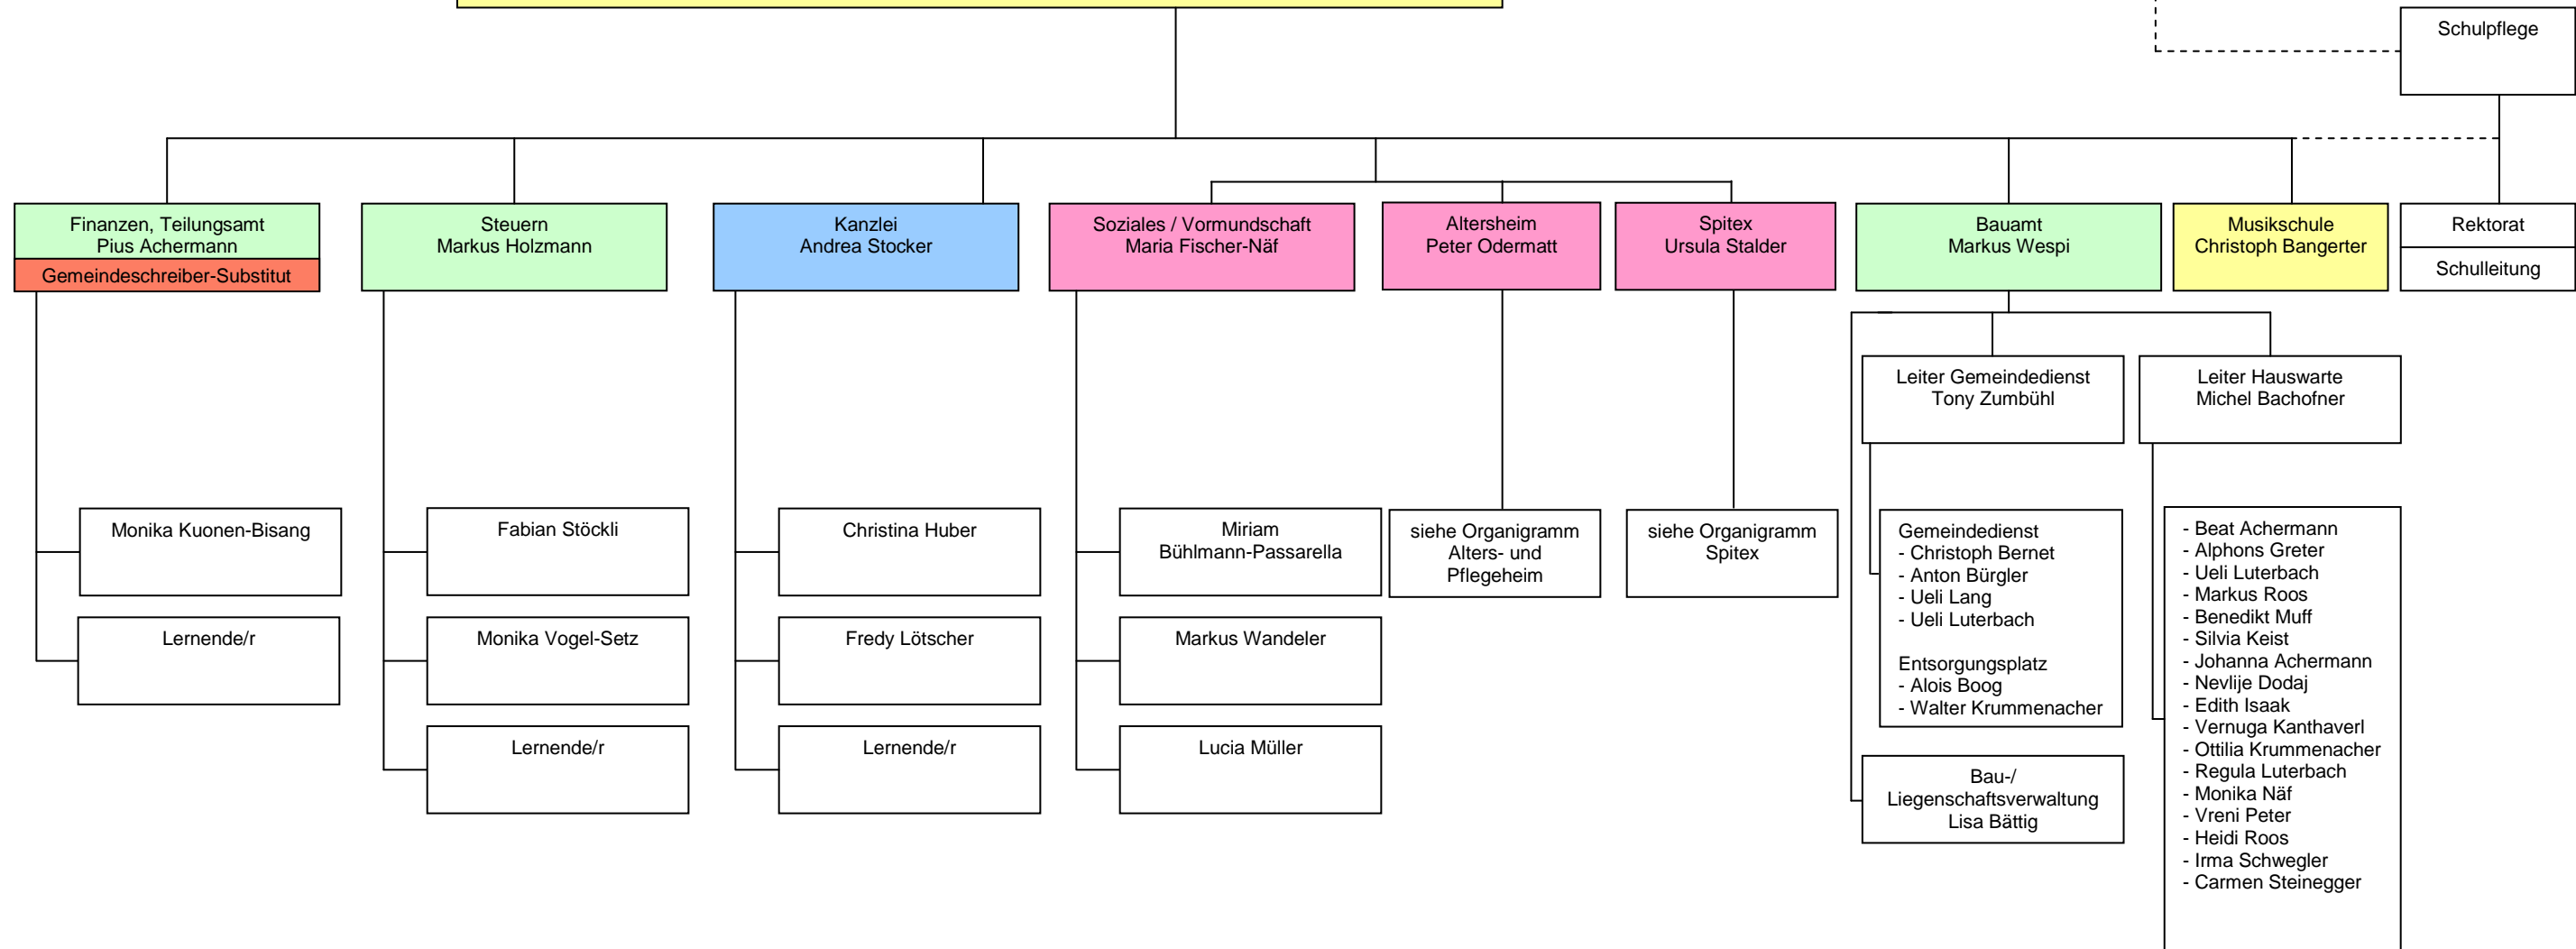 Schulpflege
Finanzen, Teilungsamt
Pius Achermann
Gemeindeschreiber-Substitut
Steuern
Markus Holzmann
Kanzlei
Andrea Stocker
Soziales / Vormundschaft
Maria Fischer-Näf
Altersheim
Peter Odermatt
Spitex
Ursula Stalder
Bauamt
Markus Wespi
Musikschule
Christoph Bangerter
Rektorat
Schulleitung
Leiter Gemeindedienst
Tony Zumbühl
Leiter Hauswarte
Michel Bachofner
Monika Kuonen-Bisang
Lernende/r
Fabian Stöckli
Monika Vogel-Setz
Lernende/r
Christina Huber
Fredy Lötscher
Lernende/r
Miriam
Bühlmann-Passarella
Markus Wandeler
Lucia Müller
siehe Organigramm
Alters- und
Pflegeheim
siehe Organigramm
Spitex
Gemeindedienst
- Christoph Bernet
- Anton Bürgler
- Ueli Lang
- Ueli Luterbach
Entsorgungsplatz
- Alois Boog
- Walter Krummenacher
Bau-/
Liegenschaftsverwaltung
Lisa Bättig
- Beat Achermann
- Alphons Greter
- Ueli Luterbach
- Markus Roos
- Benedikt Muff
- Silvia Keist
- Johanna Achermann
- Nevlije Dodaj
- Edith Isaak
- Vernuga Kanthaverl
- Ottilia Krummenacher
- Regula Luterbach
- Monika Näf
- Vreni Peter
- Heidi Roos
- Irma Schwegler
- Carmen Steinegger